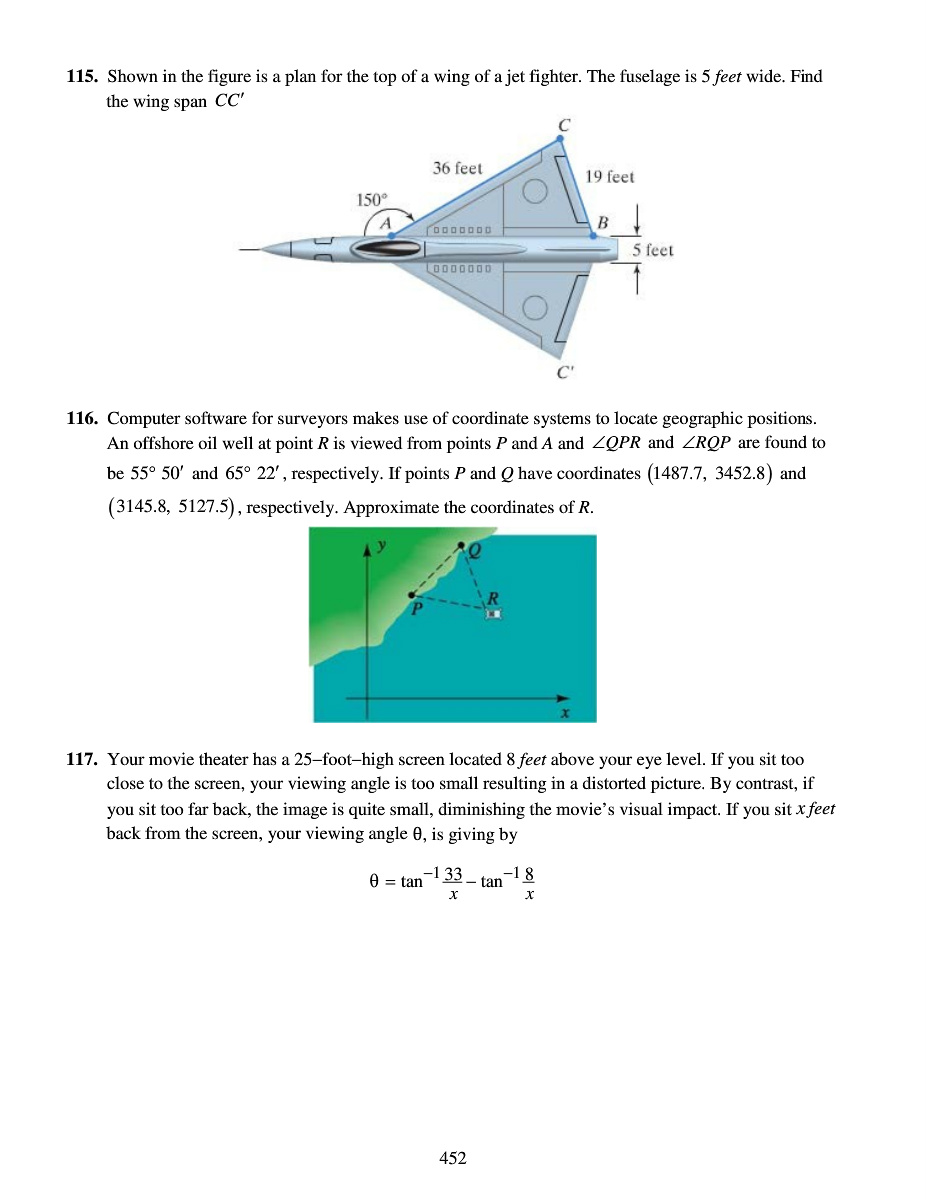 115. Shown in the figure is a plan for the top of a wing of a jet fighter. The fuselage is 5 feet wide. Find
the wing span CC′
C
36 feet
19 feet
150°
A
B
5 feet
C'
116. Computer software for surveyors makes use of coordinate systems to locate geographic positions.
An offshore oil well at point R is viewed from points P and A and ∠QPR and ∠RQP are found to
be 55° 50′ and 65° 22′, respectively. If points P and Q have coordinates (1487.7, 3452.8) and
(3145.8, 5127.5), respectively. Approximate the coordinates of R.
y
Q
P
R
x
117. Your movie theater has a 25–foot–high screen located 8 feet above your eye level. If you sit too
close to the screen, your viewing angle is too small resulting in a distorted picture. By contrast, if
you sit too far back, the image is quite small, diminishing the movie’s visual impact. If you sit x feet
back from the screen, your viewing angle θ, is giving by
θ = tan⁻¹ 33/x – tan⁻¹ 8/x
452